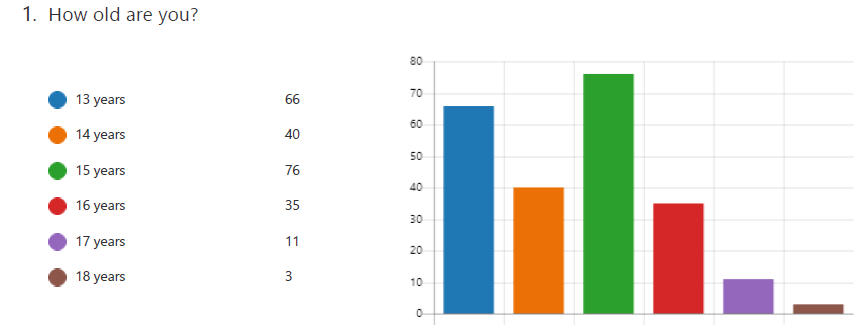 1. How old are you?
13 years 66
14 years 40
15 years 76
16 years 35
17 years 11
18 years 3
80
70
60
50
40
30
20
10
0